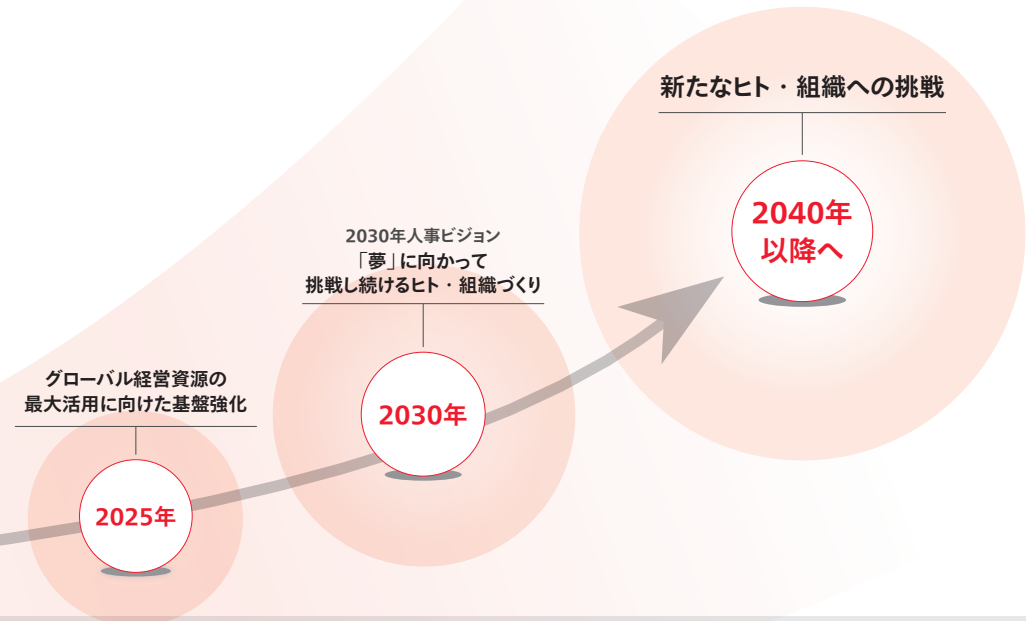 グローバル経営資源の
最大活用に向けた基盤強化
2025年
2030年人事ビジョン
「夢」に向かって
挑戦し続けるヒト・組織づくり
2030年
新たなヒト・組織への挑戦
2040年
以降へ